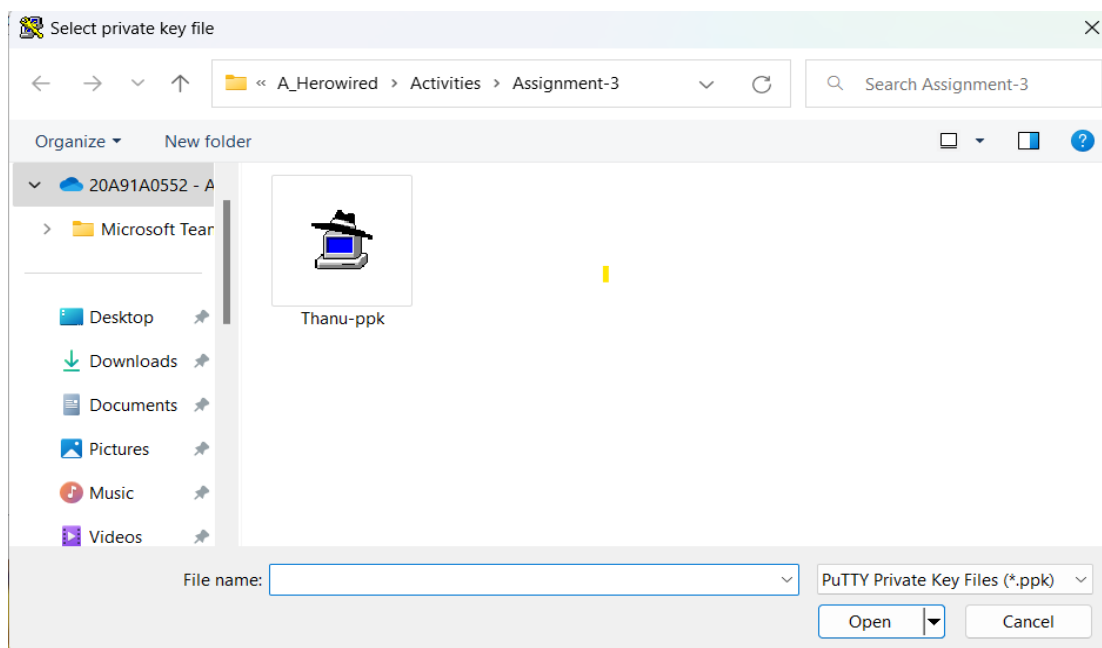 Select private key file
« A_Herowired > Activities > Assignment-3
Search Assignment-3
Organize
New folder
20A91A0552 - A
Microsoft Tear
Desktop
Downloads
Documents
Pictures
Music
Videos
Thanu-ppk
File name:
PuTTY Private Key Files (*.ppk)
Open
Cancel